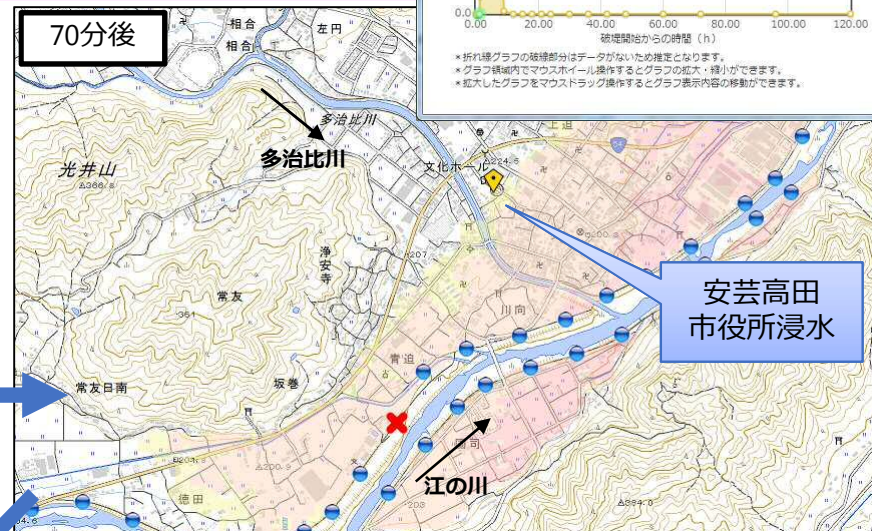 70分後
0.0
0.00
20.00
40.00
60.00
80.00
100.00
120.00
破堤開始からの時間（h）
＊折れ線グラフの破線部分はデータがないため推定となります。
＊グラフ領域内でマウスホイール操作するとグラフの拡大・縮小ができます。
＊拡大したグラフをマウスドラッグ操作するとグラフ表示内容の移動ができます。
相合
相合
左円
多治比川
多治比川
上迫
54
光井山
文化ホール
△224.6
浄安寺
207
常友
川向
安芸高田
市役所浸水
青迫
常友日南
坂巻
江の川
徳田
203